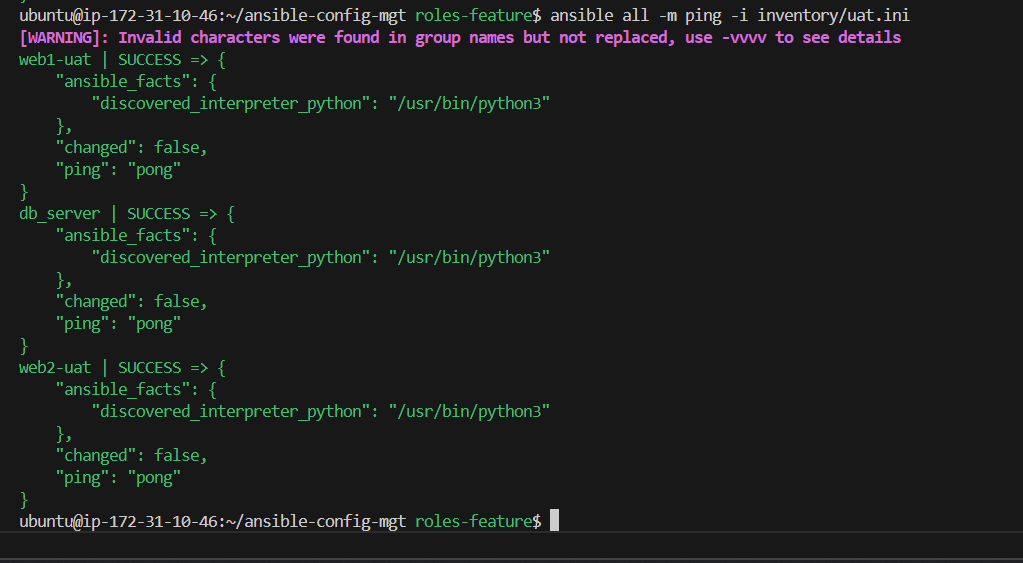 ubuntu@ip-172-31-10-46:~/ansible-config-mgt roles-feature$ ansible all -m ping -i inventory/uat.ini
[WARNING]: Invalid characters were found in group names but not replaced, use -vvvv to see details
web1-uat | SUCCESS => {
    "ansible_facts": {
        "discovered_interpreter_python": "/usr/bin/python3"
    },
    "changed": false,
    "ping": "pong"
}
db_server | SUCCESS => {
    "ansible_facts": {
        "discovered_interpreter_python": "/usr/bin/python3"
    },
    "changed": false,
    "ping": "pong"
}
web2-uat | SUCCESS => {
    "ansible_facts": {
        "discovered_interpreter_python": "/usr/bin/python3"
    },
    "changed": false,
    "ping": "pong"
}
ubuntu@ip-172-31-10-46:~/ansible-config-mgt roles-feature$